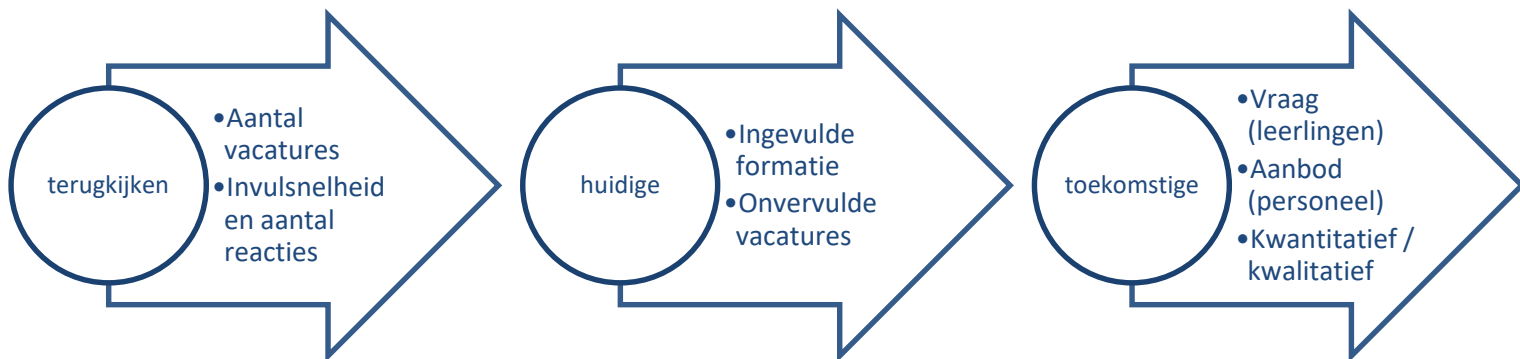 terugkijken
•Aantal
vacatures
•Invulsnelheid
en aantal
reacties
huidige
•Ingevulde
formatie
•Onvervulde
vacatures
toekomstige
•Vraag
(leerlingen)
•Aanbod
(personeel)
•Kwantitatief /
kwalitatief